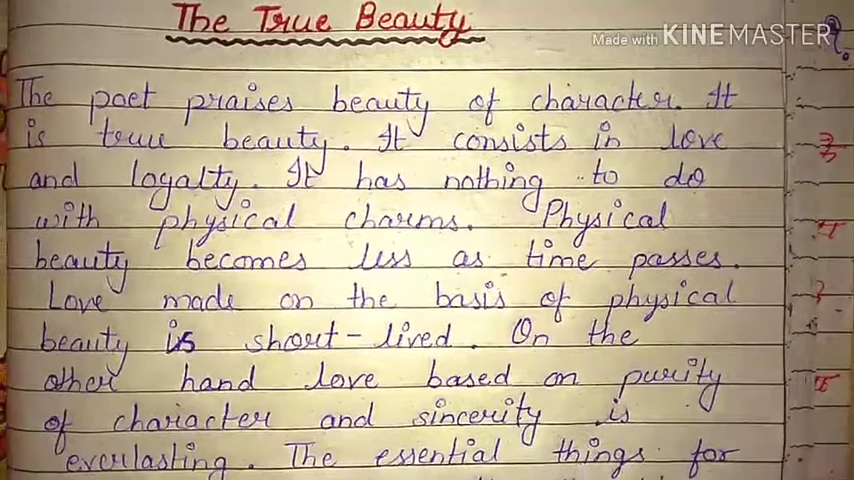 The True Beauty
Made with KINEMASTER
The poet praises beauty of character. It
is true beauty. It consists in love
and loyalty. It has nothing to do
with physical charms. Physical
beauty becomes less as time passes.
Love made on the basis of physical
beauty is short-lived. On the
other hand love based on purity
of character and sincerity is
everlasting. The essential things for